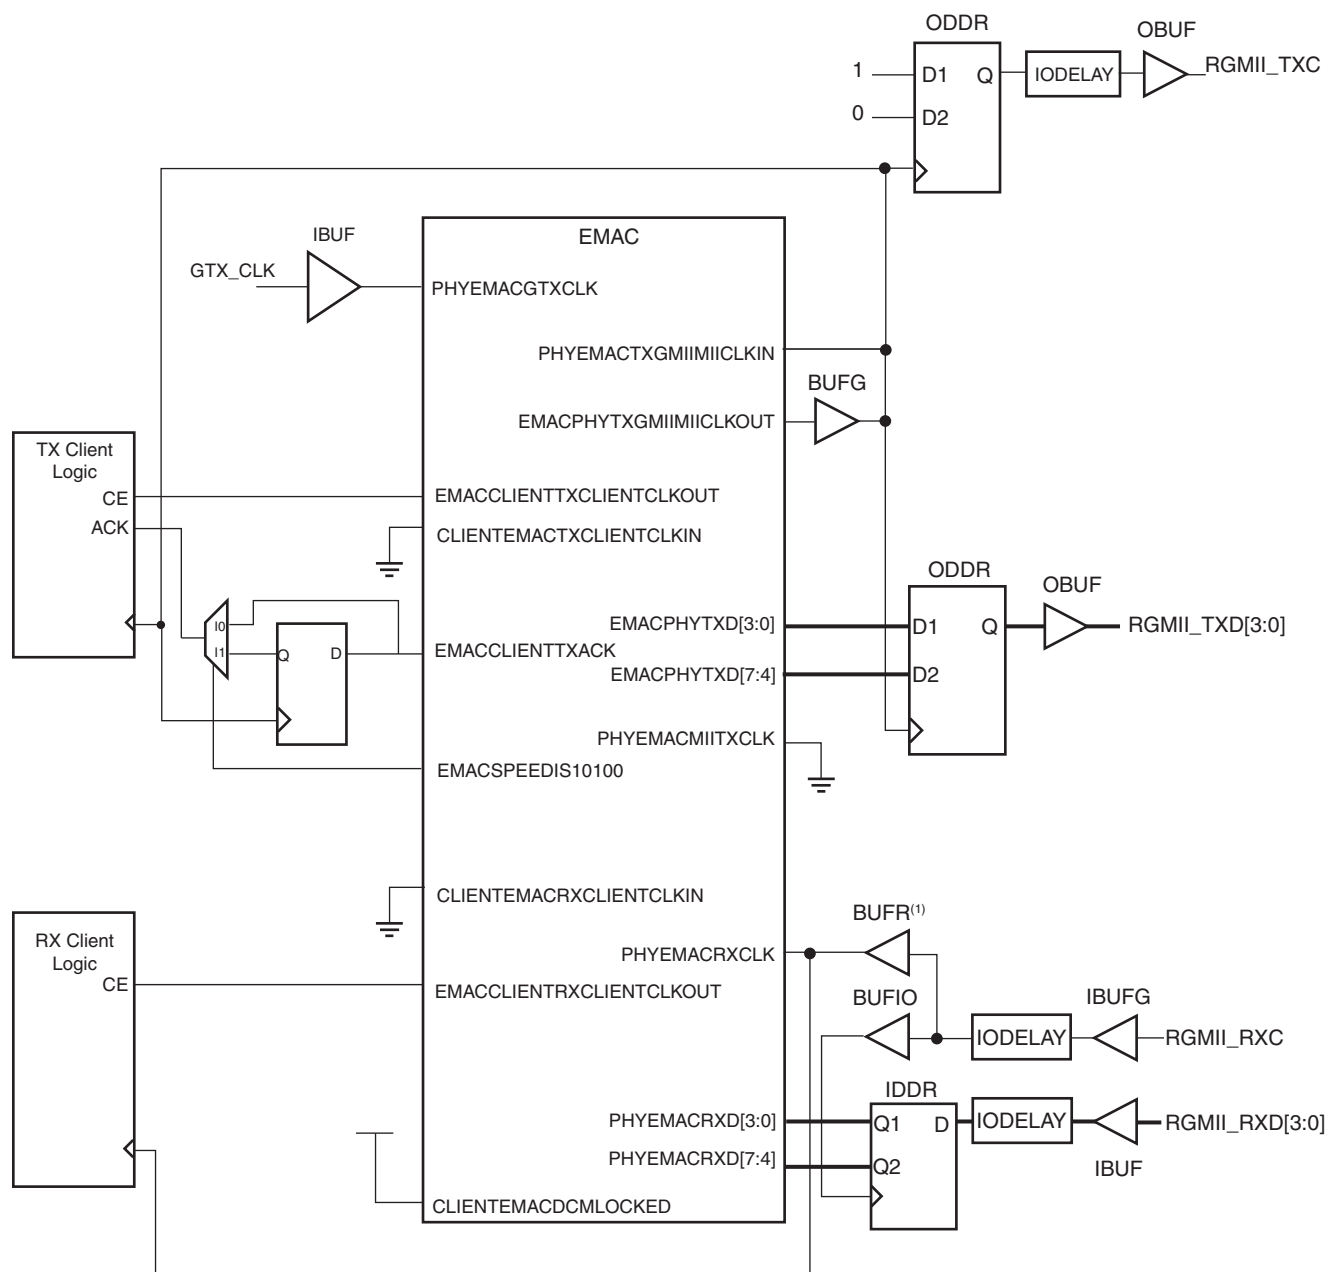 ODDR
OBUF
1
D1
Q
IODELAY
RGMII_TXC
0
D2
IBUF
EMAC
GTX_CLK
PHYEMACGTXCLK
PHYEMACTXGMIIMIICLKIN
BUFG
EMACPHYTXGMIIMIICLKOUT
TX Client
Logic
CE
ACK
EMACCLIENTTXCLIENTCLKOUT
CLIENTEMACTXCLIENTCLKIN
ODDR
OBUF
I0
I1
Q
D
EMACPHYTXD[3:0]
D1
Q
RGMII_TXD[3:0]
EMACCLIENTTXACK
EMACPHYTXD[7:4]
D2
PHYEMACMIITXCLK
EMACSPEEDIS10100
CLIENTEMACRXCLIENTCLKIN
RX Client
Logic
CE
BUFR(1)
PHYEMACRXCLK
EMACCLIENTRXCLIENTCLKOUT
BUFIO
IBUFG
IODELAY
RGMII_RXC
IDDR
PHYEMACRXD[3:0]
Q1
D
IODELAY
RGMII_RXD[3:0]
PHYEMACRXD[7:4]
Q2
IBUF
CLIENTEMACDCMLOCKED